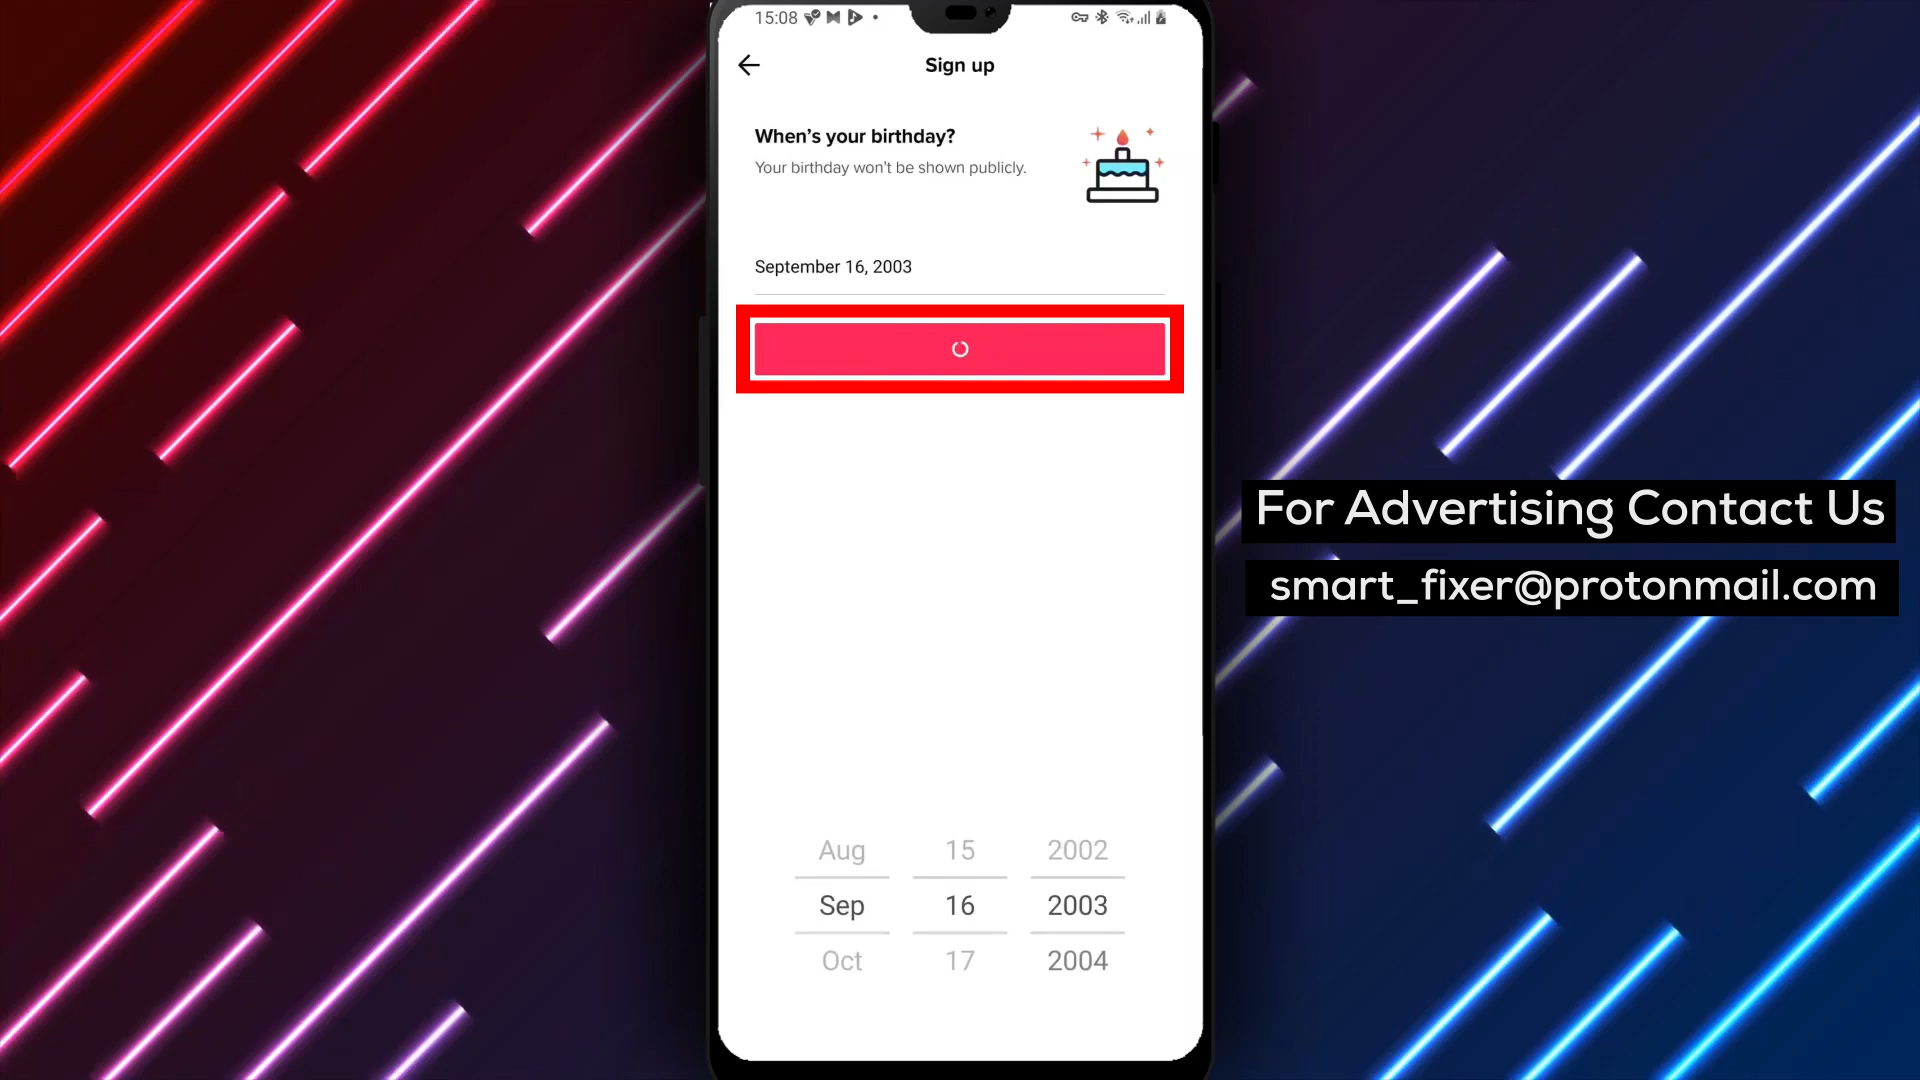 15:08
Sign up
When's your birthday?
Your birthday won't be shown publicly.
September 16, 2003
For Advertising Contact Us
smart_fixer@protonmail.com
Aug 15 2002
Sep 16 2003
Oct 17 2004